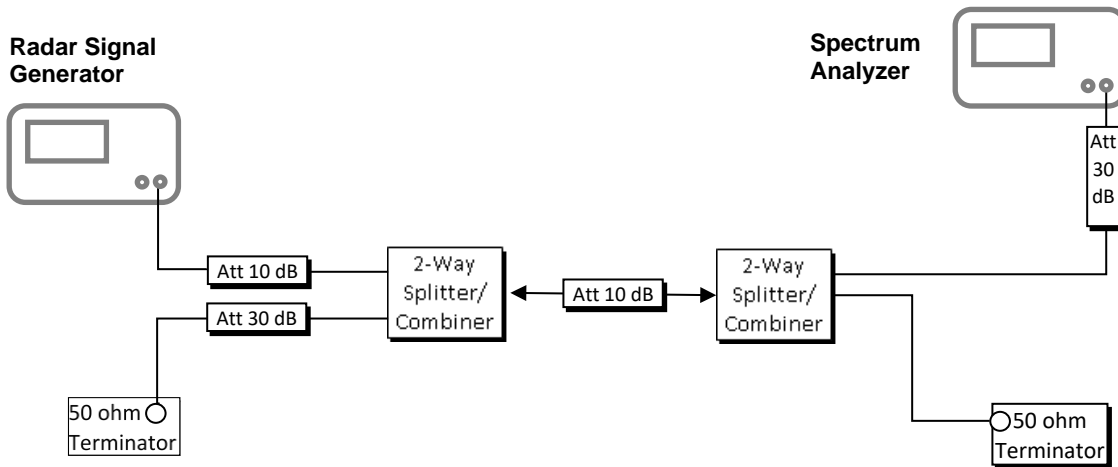 Radar Signal
Generator
Spectrum
Analyzer
Att
30
dB
Att 10 dB
Att 30 dB
2-Way
Splitter/
Combiner
Att 10 dB
2-Way
Splitter/
Combiner
50 ohm
Terminator
50 ohm
Terminator